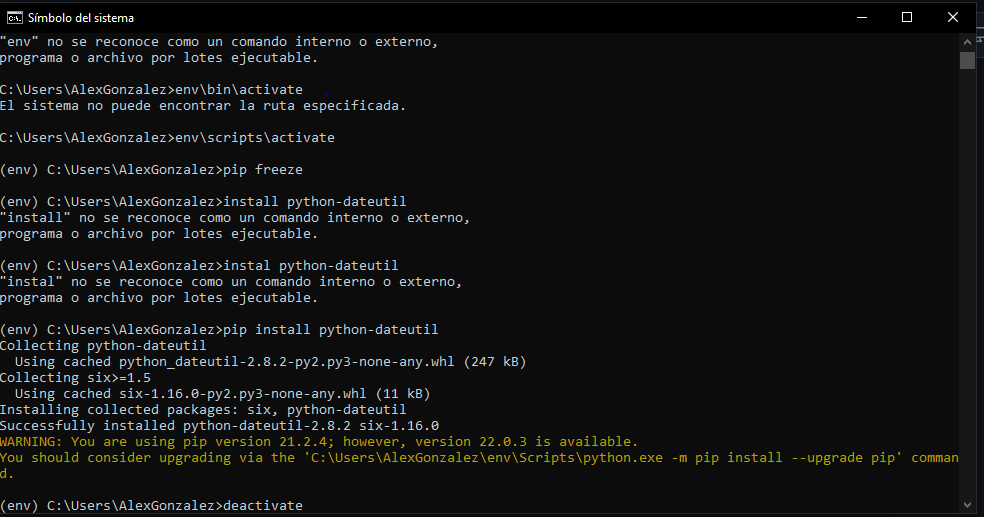 Símbolo del sistema
"env" no se reconoce como un comando interno o externo,
programa o archivo por lotes ejecutable.
C:\Users\AlexGonzalez>env\bin\activate
El sistema no puede encontrar la ruta especificada.
C:\Users\AlexGonzalez>env\scripts\activate
(env) C:\Users\AlexGonzalez>pip freeze
(env) C:\Users\AlexGonzalez>install python-dateutil
"install" no se reconoce como un comando interno o externo,
programa o archivo por lotes ejecutable.
(env) C:\Users\AlexGonzalez>instal python-dateutil
"instal" no se reconoce como un comando interno o externo,
programa o archivo por lotes ejecutable.
(env) C:\Users\AlexGonzalez>pip install python-dateutil
Collecting python-dateutil
  Using cached python_dateutil-2.8.2-py2.py3-none-any.whl (247 kB)
Collecting six>=1.5
  Using cached six-1.16.0-py2.py3-none-any.whl (11 kB)
Installing collected packages: six, python-dateutil
Successfully installed python-dateutil-2.8.2 six-1.16.0
WARNING: You are using pip version 21.2.4; however, version 22.0.3 is available.
You should consider upgrading via the 'C:\Users\AlexGonzalez\env\Scripts\python.exe -m pip install --upgrade pip' comman
d.
(env) C:\Users\AlexGonzalez>deactivate